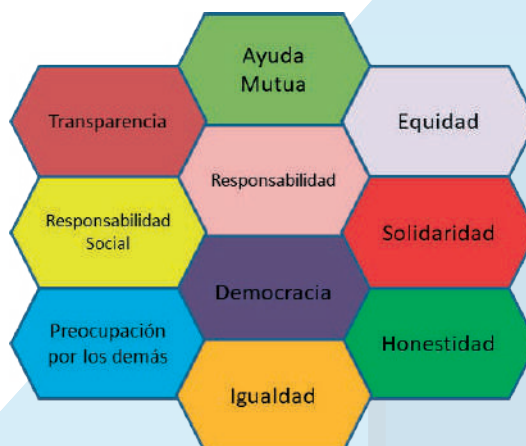 Ayuda
Mutua
Transparencia
Equidad
Responsabilidad
Responsabilidad
Social
Solidaridad
Democracia
Preocupación
por los demás
Honestidad
Igualdad